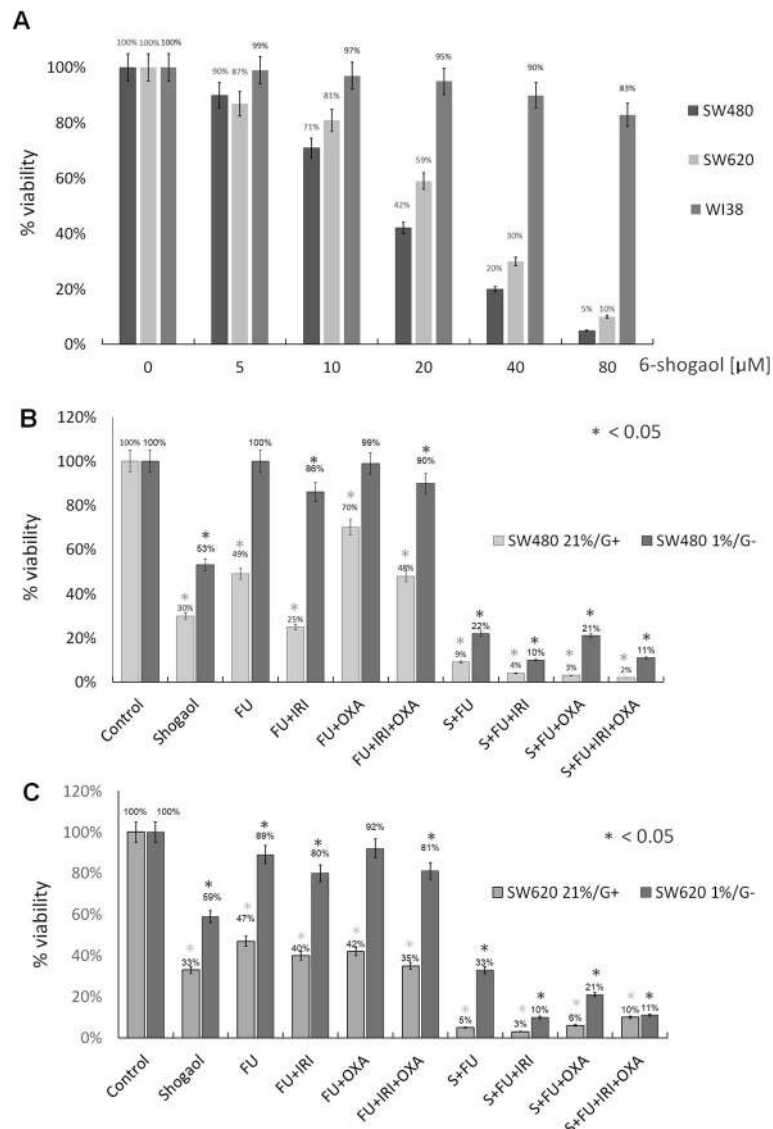 A
100% 100% 100%
90% 87% 99%
71% 81% 97%
42% 59% 95%
20% 30% 90%
5% 10% 83%
100%
80%
60%
40%
20%
0%
% viability
0 5 10 20 40 80 6-shogaol [µM]
SW480
SW620
WI38
B
* < 0.05
SW480 21%/G+ SW480 1%/G-
120%
100%
80%
60%
40%
20%
0%
% viability
100% 100%
* 30% * 53%
* 49% 100%
* 25% * 86%
* 70% 99%
* 48% * 90%
* 9% * 22%
* 4% * 10%
* 3% * 21%
* 2% * 11%
Control Shogaol FU FU+IRI FU+OXA FU+IRI+OXA S+FU S+FU+IRI S+FU+OXA S+FU+IRI+OXA
C
* < 0.05
SW620 21%/G+ SW620 1%/G-
120%
100%
80%
60%
40%
20%
0%
% viability
100% 100%
* 33% * 59%
* 47% * 89%
* 40% * 80%
* 42% 92%
* 35% * 81%
* 5% * 33%
* 3% * 10%
* 6% * 21%
* 10% * 11%
Control Shogaol FU FU+IRI FU+OXA FU+IRI+OXA S+FU S+FU+IRI S+FU+OXA S+FU+IRI+OXA